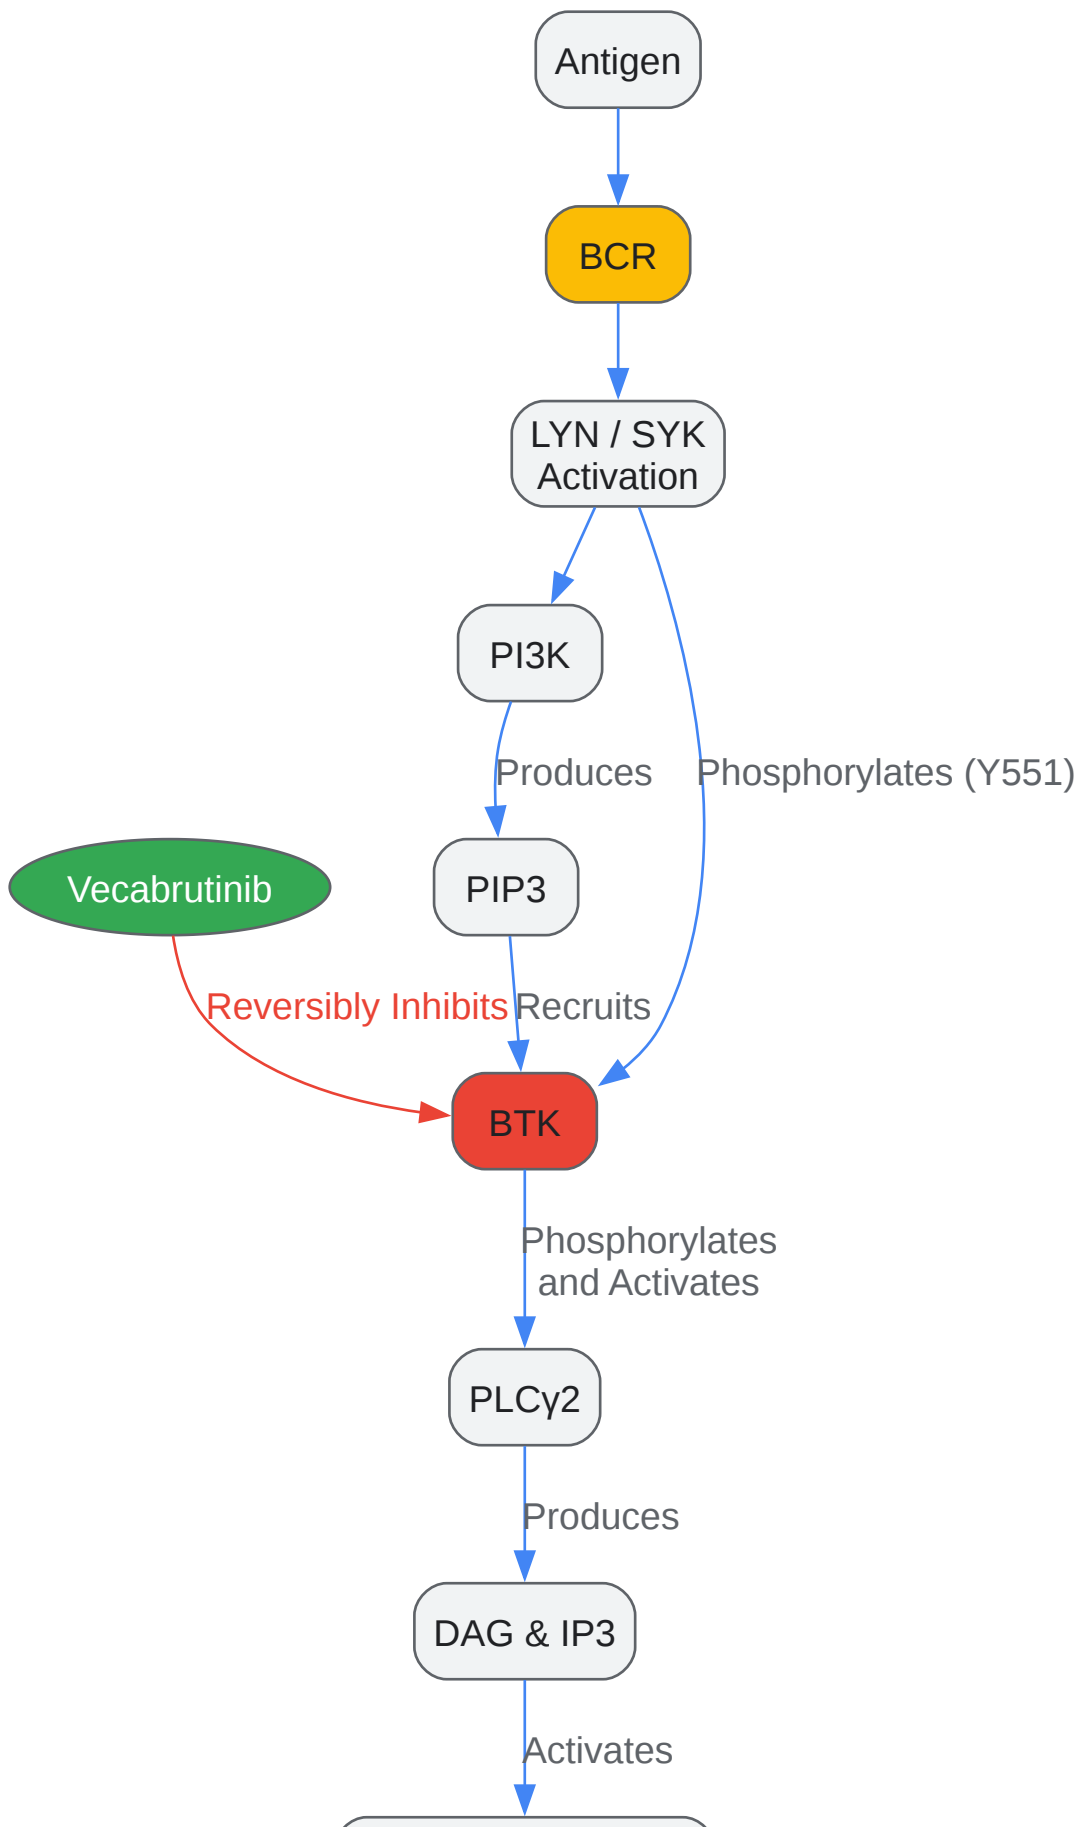 Antigen
BCR
LYN / SYK
Activation
PI3K
Produces
Phosphorylates (Y551)
Vecabrutinib
PIP3
Reversibly Inhibits
Recruits
BTK
Phosphorylates
and Activates
PLCγ2
Produces
DAG & IP3
Activates